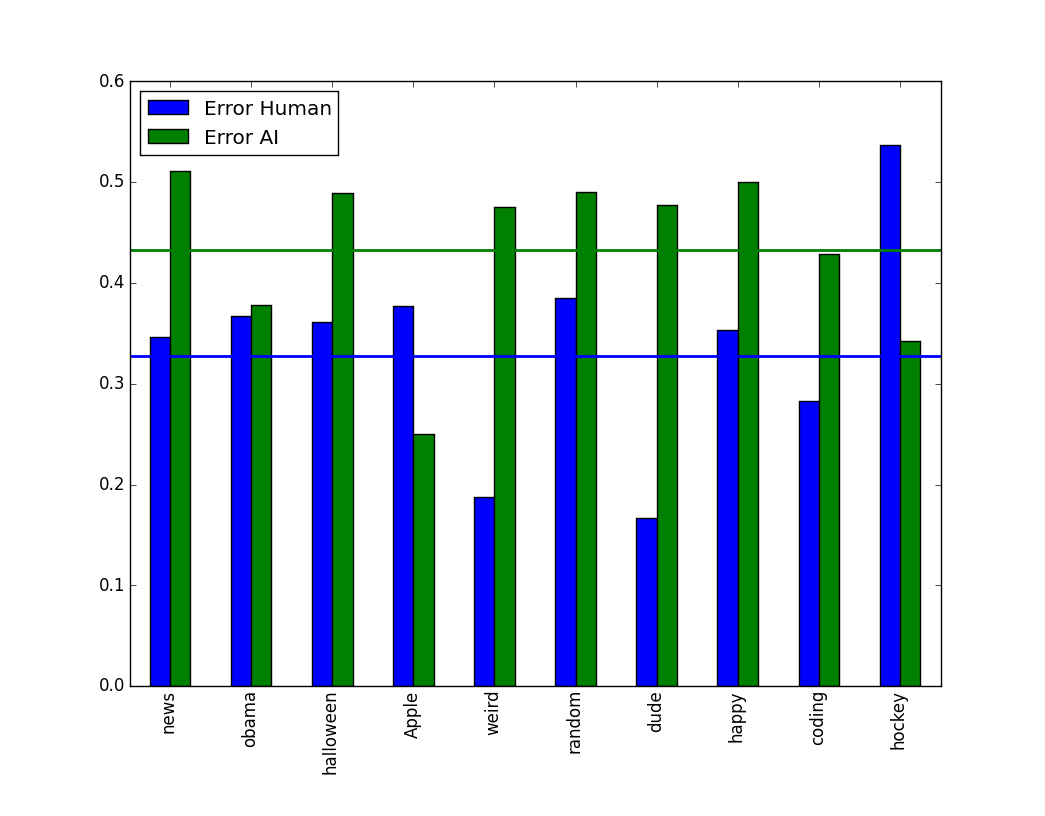 Error Human
Error AI
0.6
0.5
0.4
0.3
0.2
0.1
0.0
news
obama
halloween
Apple
weird
random
dude
happy
coding
hockey